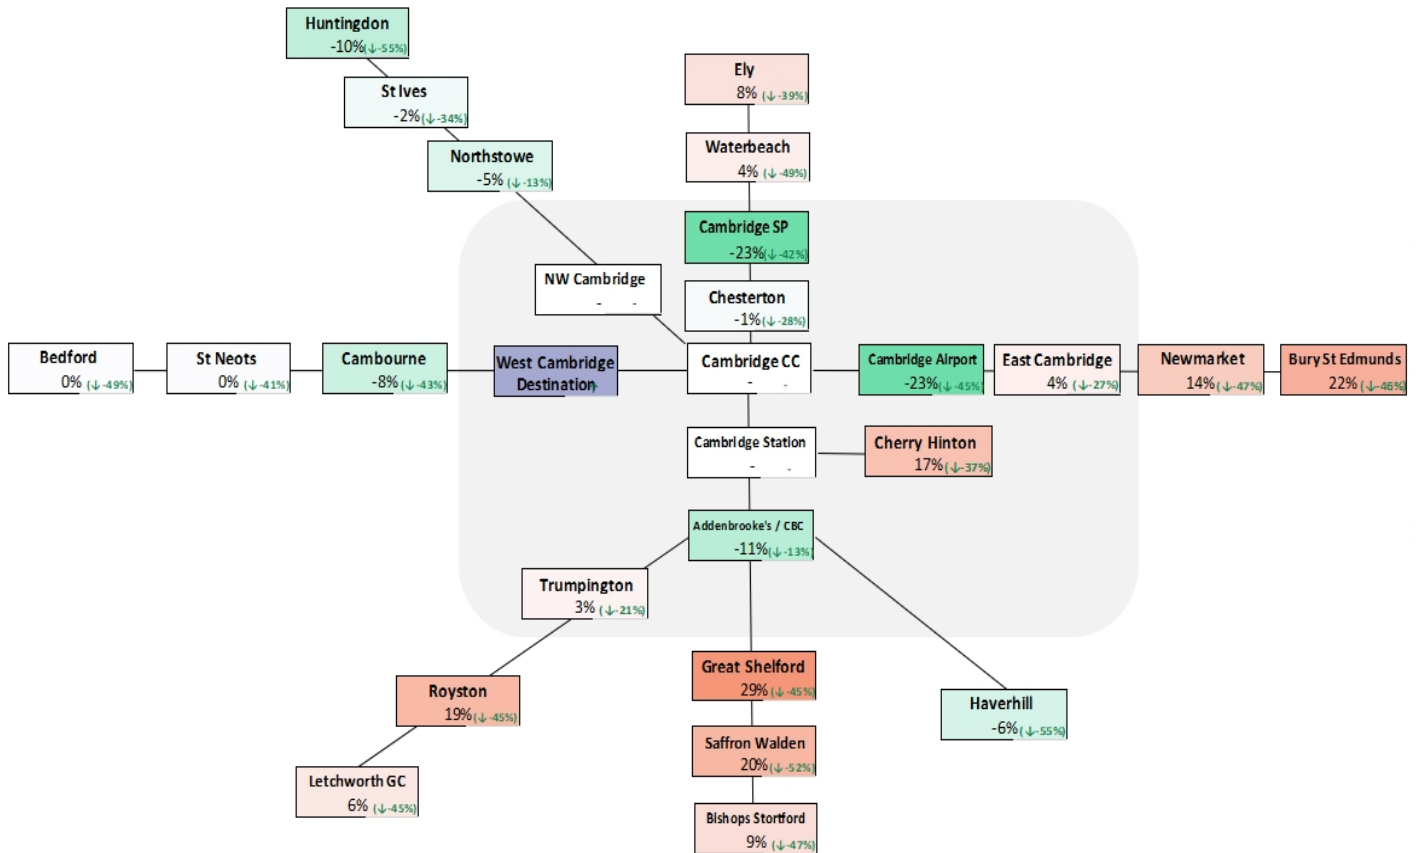 Huntingdon
-10%(↓-55%)
St Ives
-2%(↓-34%)
Northstowe
-5%(↓-13%)
Ely
8% (↓-39%)
Waterbeach
4% (↓-49%)
Cambridge SP
-23%(↓-42%)
NW Cambridge
- -
Chesterton
-1%(↓-28%)
Bedford
0% (↓-49%)
St Neots
0% (↓-41%)
Cambourne
-8%(↓-43%)
West Cambridge
Destination↑
Cambridge CC
- -
Cambridge Airport
-23%(↓-45%)
East Cambridge
4% (↓-27%)
Newmarket
14% (↓-47%)
Bury St Edmunds
22% (↓-46%)
Cambridge Station
- -
Cherry Hinton
17%(↓-37%)
Addenbrooke's / CBC
-11%(↓-13%)
Trumpington
3% (↓-21%)
Great Shelford
29%(↓-45%)
Royston
19%(↓-45%)
Haverhill
-6%(↓-55%)
Saffron Walden
20%(↓-52%)
Letchworth GC
6% (↓-45%)
Bishops Stortford
9% (↓-47%)